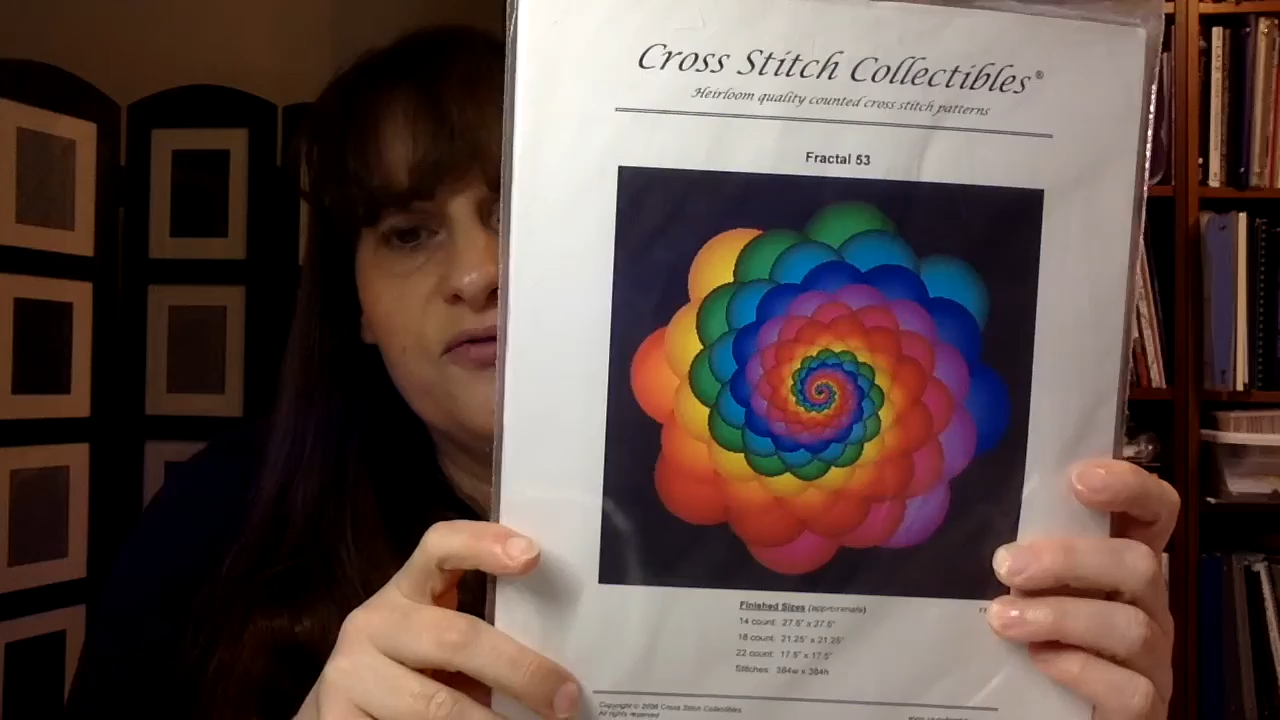 Cross Stitch Collectibles®
Heirloom quality counted cross stitch patterns
Fractal 53
Finished Sizes (approximate)
14 count: 27.5" x 27.5"
18 count: 21.25" x 21.25"
22 count: 17.5" x 17.5"
Stitches: 384w x 384h
Copyright © 2006 Cross Stitch Collectibles
All rights reserved